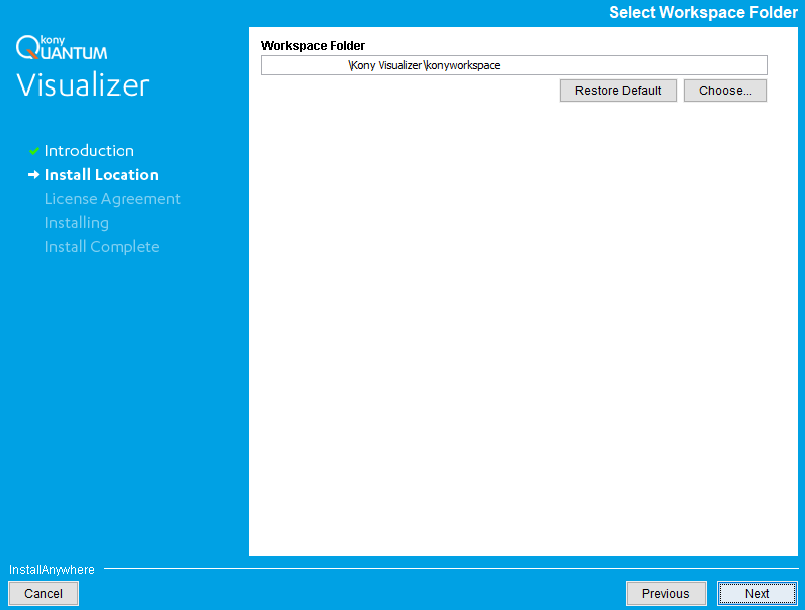 Select Workspace Folder
kony
QUANTUM
Visualizer
Introduction
Install Location
License Agreement
Installing
Install Complete
Workspace Folder
\Kony Visualizer\konyworkspace
Restore Default
Choose...
InstallAnywhere
Cancel
Previous
Next